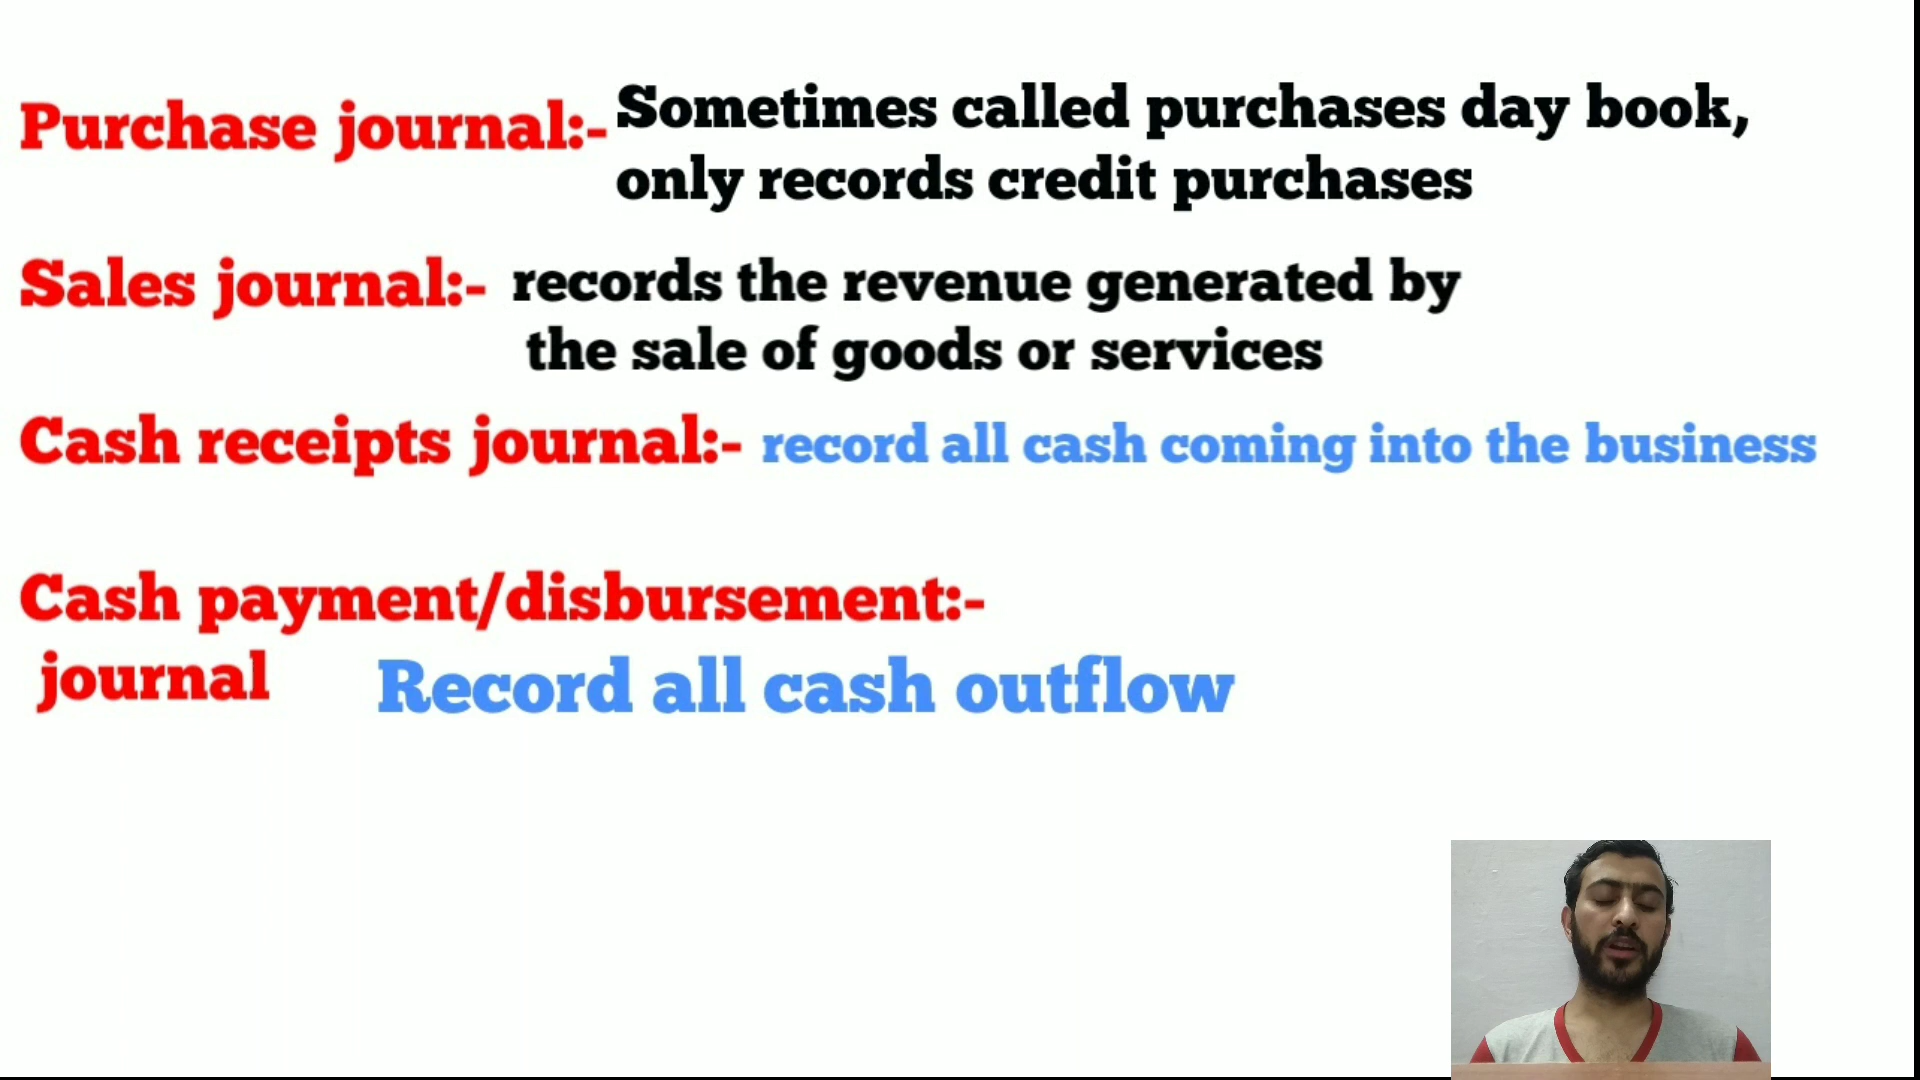 Purchase journal:- Sometimes called purchases day book,
only records credit purchases
Sales journal:- records the revenue generated by
the sale of goods or services
Cash receipts journal:- record all cash coming into the business
Cash payment/disbursement:-
journal Record all cash outflow